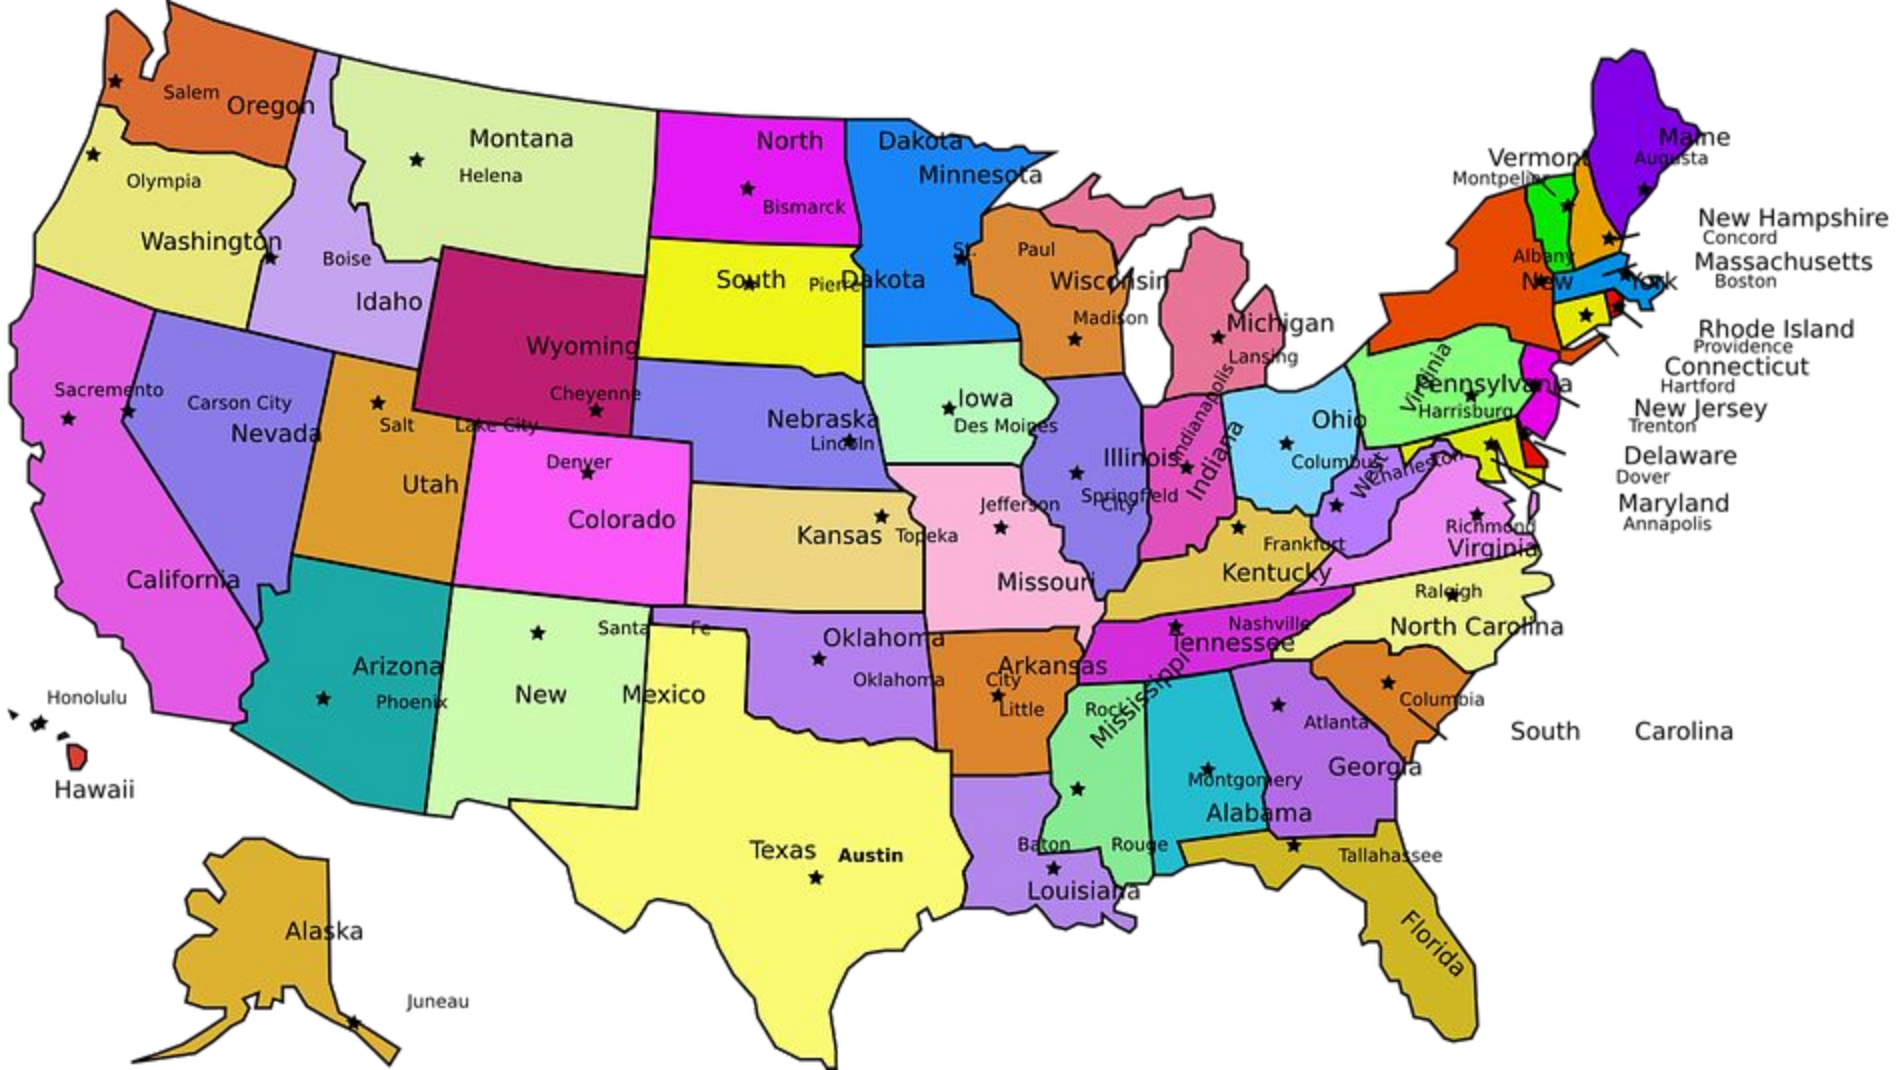 Salem
Oregon
Olympia
Washington
Boise
Idaho
Montana
Helena
North Dakota
Bismarck
Minnesota
St. Paul
South Dakota
Pierre
Wisconsin
Madison
Michigan
Lansing
Wyoming
Cheyenne
Sacremento
California
Carson City
Nevada
Salt Lake City
Utah
Denver
Colorado
Nebraska
Lincoln
Iowa
Des Moines
Kansas
Topeka
Jefferson City
Missouri
Illinois
Springfield
Indianapolis
Indiana
Ohio
Columbus
Frankfurt
Kentucky
Nashville
Tennessee
West Virginia
Charleston
Richmond
Virginia
Raleigh
North Carolina
Columbia
South Carolina
Atlanta
Georgia
Montgomery
Alabama
Mississippi
Arkansas
Little Rock
Oklahoma
Oklahoma City
Santa Fe
New Mexico
Arizona
Phoenix
Texas
Austin
Baton Rouge
Louisiana
Tallahassee
Florida
Honolulu
Hawaii
Alaska
Juneau
Maine
Augusta
Vermont
Montpelier
New Hampshire
Concord
Massachusetts
Boston
Albany
New York
Rhode Island
Providence
Connecticut
Hartford
Pennsylvania
Harrisburg
New Jersey
Trenton
Delaware
Dover
Maryland
Annapolis